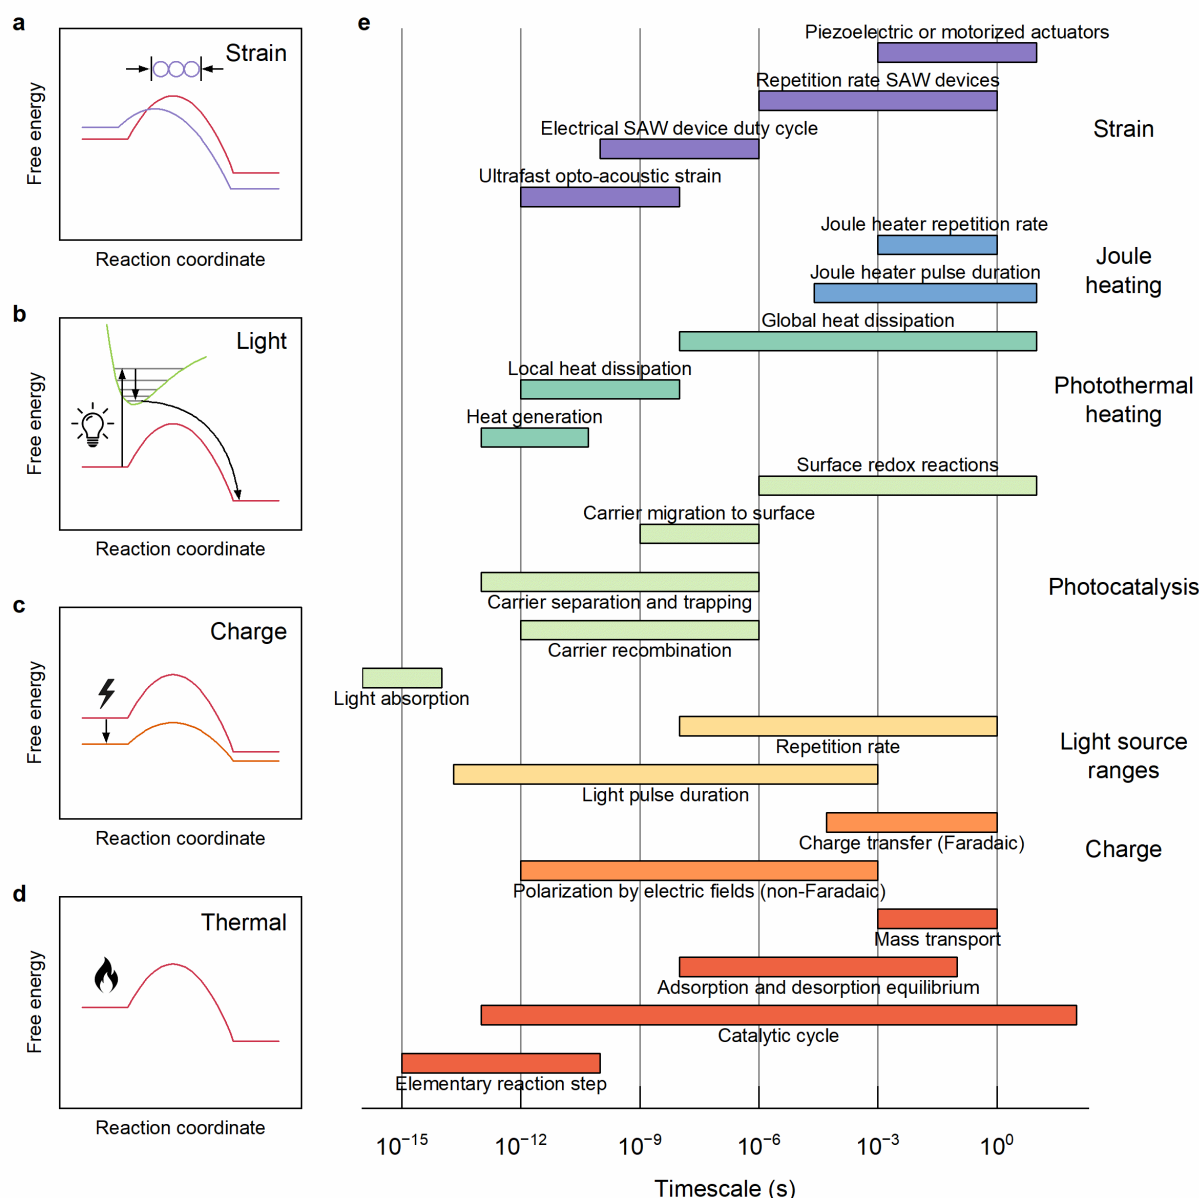 a
Strain
Free energy
Reaction coordinate
b
Light
Free energy
Reaction coordinate
c
Charge
Free energy
Reaction coordinate
d
Thermal
Free energy
Reaction coordinate
e
Piezoelectric or motorized actuators
Repetition rate SAW devices
Electrical SAW device duty cycle
Ultrafast opto-acoustic strain
Strain
Joule heater repetition rate
Joule heater pulse duration
Joule
heating
Global heat dissipation
Local heat dissipation
Heat generation
Photothermal
heating
Surface redox reactions
Carrier migration to surface
Carrier separation and trapping
Carrier recombination
Light absorption
Photocatalysis
Repetition rate
Light pulse duration
Light source
ranges
Charge transfer (Faradaic)
Polarization by electric fields (non-Faradaic)
Charge
Mass transport
Adsorption and desorption equilibrium
Catalytic cycle
Elementary reaction step
10⁻¹⁵ 10⁻¹² 10⁻⁹ 10⁻⁶ 10⁻³ 10⁰
Timescale (s)